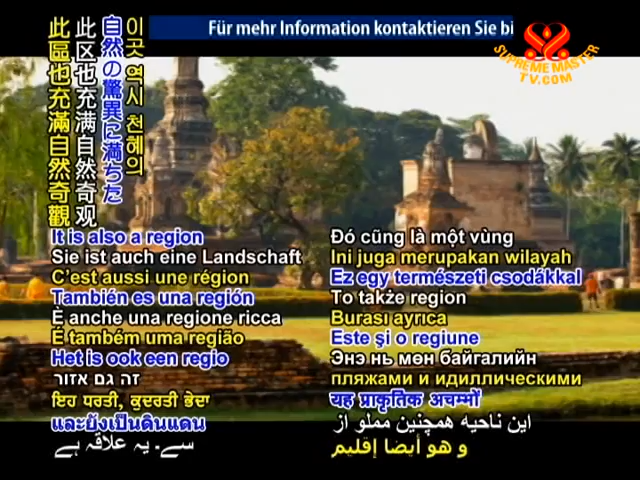 Für mehr Information kontaktieren Sie bi
SUPREME MASTER
TV.COM
이곳 역시 천혜의
自然の驚異に満ちた
此区也充满自然奇观
此區也充滿自然奇觀
It is also a region
Sie ist auch eine Landschaft
C'est aussi une région
También es una región
È anche una regione ricca
É também uma região
Het is ook een regio
זה גם אזור
ਇਹ ਧਰਤੀ, ਕੁਦਰਤੀ ਭੇਦਾ
และยังเป็นดินแดน
سے۔ یہ علاقہ ہے
Đó cũng là một vùng
Ini juga merupakan wilayah
Ez egy természeti csodákkal
To także region
Burası ayrıca
Este şi o regiune
Энэ нь мөн байгалийн
пляжами и идиллическими
यह प्राकृतिक अचम्भों
این ناحیه همچنین مملو از
و هو أيضا إقليم